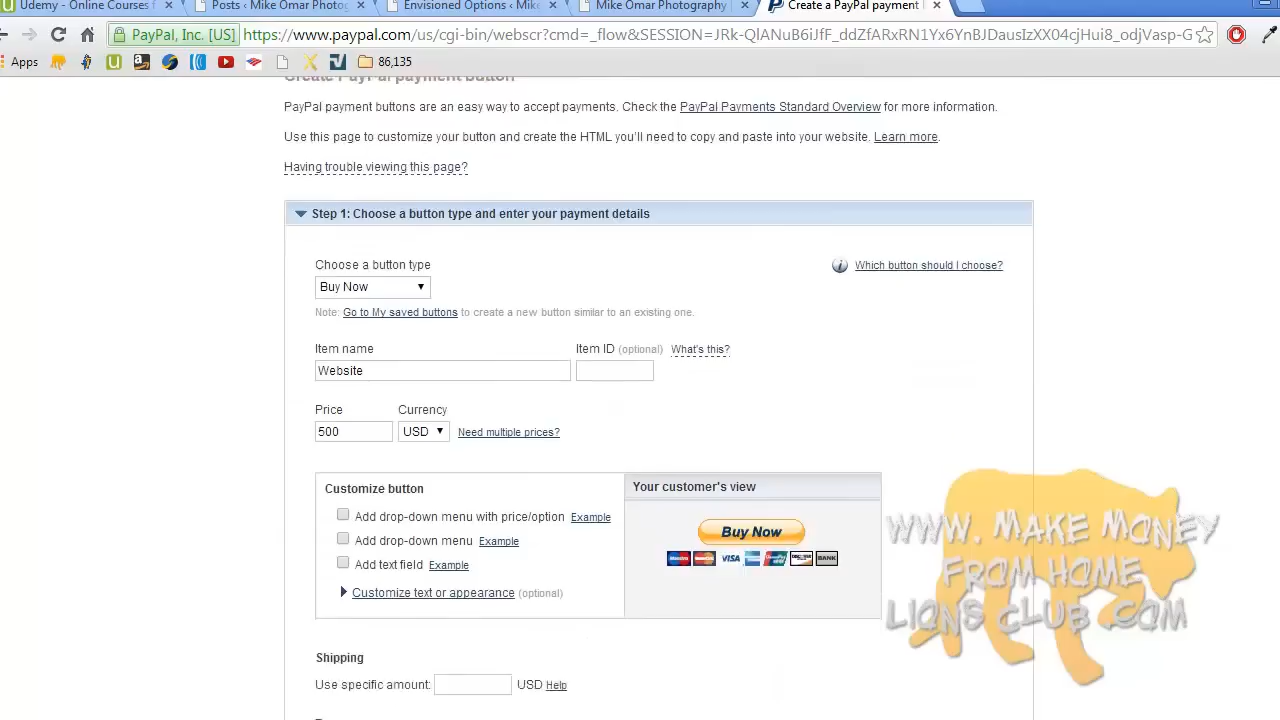 Udemy - Online Courses f
Posts ‹ Mike Omar Photog
Envisioned Options ‹ Mike
Mike Omar Photography
Create a PayPal payment
PayPal, Inc. [US]
https://www.paypal.com/us/cgi-bin/webscr?cmd=_flow&SESSION=JRk-QlANuB6iJfF_ddZfARxRN1Yx6YnBJDausIzXX04cjHui8_odjVasp-G
Apps
86,135
Create PayPal payment button
PayPal payment buttons are an easy way to accept payments. Check the PayPal Payments Standard Overview for more information.
Use this page to customize your button and create the HTML you'll need to copy and paste into your website. Learn more.
Having trouble viewing this page?
Step 1: Choose a button type and enter your payment details
Choose a button type
Which button should I choose?
Buy Now
Note: Go to My saved buttons to create a new button similar to an existing one.
Item name
Item ID (optional) What's this?
Website
Price
Currency
500
USD
Need multiple prices?
Customize button
Your customer's view
Add drop-down menu with price/option Example
Add drop-down menu Example
Add text field Example
Customize text or appearance (optional)
Buy Now
VISA
BANK
www. Make Money
From Home
Lions Club .com
Shipping
Use specific amount:
USD Help